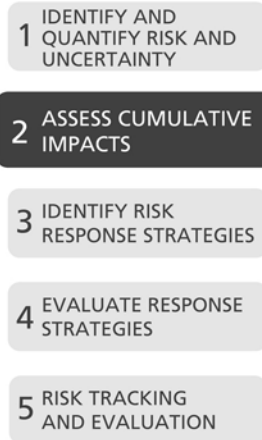 1 IDENTIFY AND
QUANTIFY RISK AND
UNCERTAINTY
2 ASSESS CUMULATIVE
IMPACTS
3 IDENTIFY RISK
RESPONSE STRATEGIES
4 EVALUATE RESPONSE
STRATEGIES
5 RISK TRACKING
AND EVALUATION